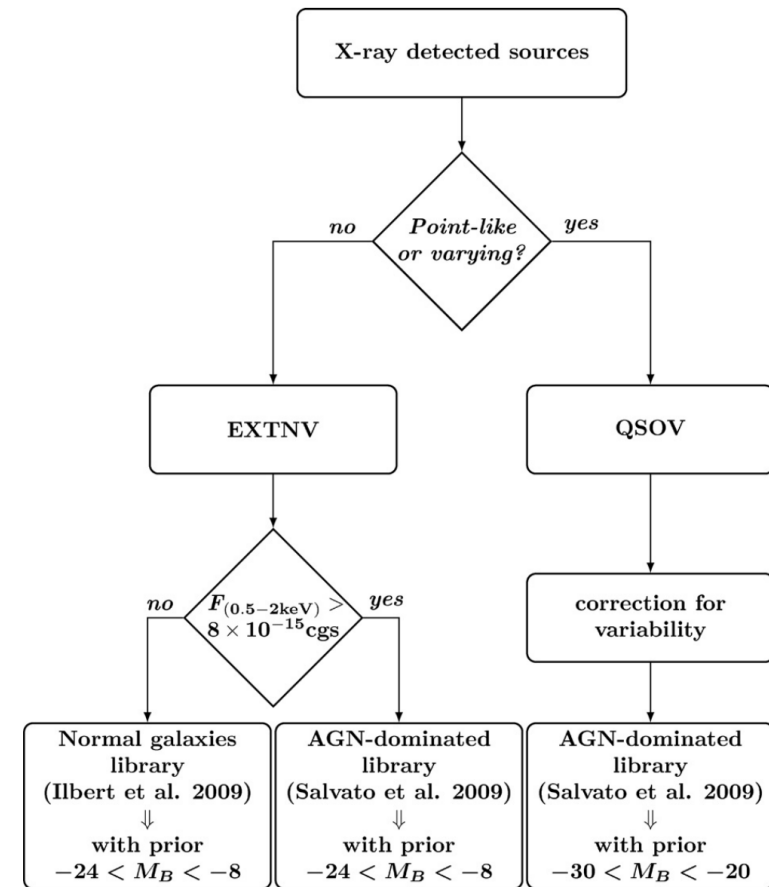 X-ray detected sources
Point-like
or varying?
no
yes
EXTNV
QSOV
F(0.5−2keV) >
8 × 10−15cgs
no
yes
correction for
variability
Normal galaxies
library
(Ilbert et al. 2009)
⇓
with prior
−24 < MB < −8
AGN-dominated
library
(Salvato et al. 2009)
⇓
with prior
−24 < MB < −8
AGN-dominated
library
(Salvato et al. 2009)
⇓
with prior
−30 < MB < −20